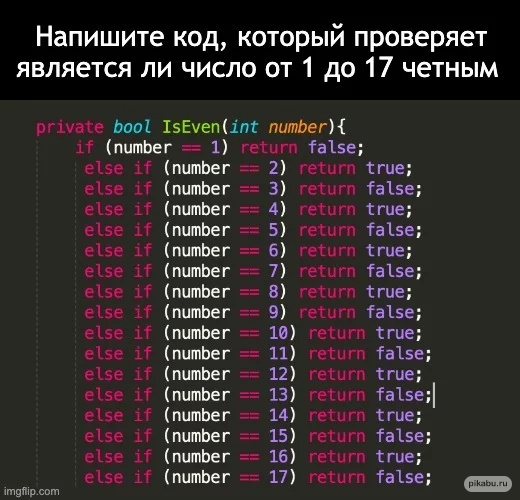 Напишите код, который проверяет
является ли число от 1 до 17 четным
private bool IsEven(int number){
if (number == 1) return false;
else if (number == 2) return true;
else if (number == 3) return false;
else if (number == 4) return true;
else if (number == 5) return false;
else if (number == 6) return true;
else if (number == 7) return false;
else if (number == 8) return true;
else if (number == 9) return false;
else if (number == 10) return true;
else if (number == 11) return false;
else if (number == 12) return true;
else if (number == 13) return false;
else if (number == 14) return true;
else if (number == 15) return false;
else if (number == 16) return true;
else if (number == 17) return false;
pikabu.ru
imgflip.com